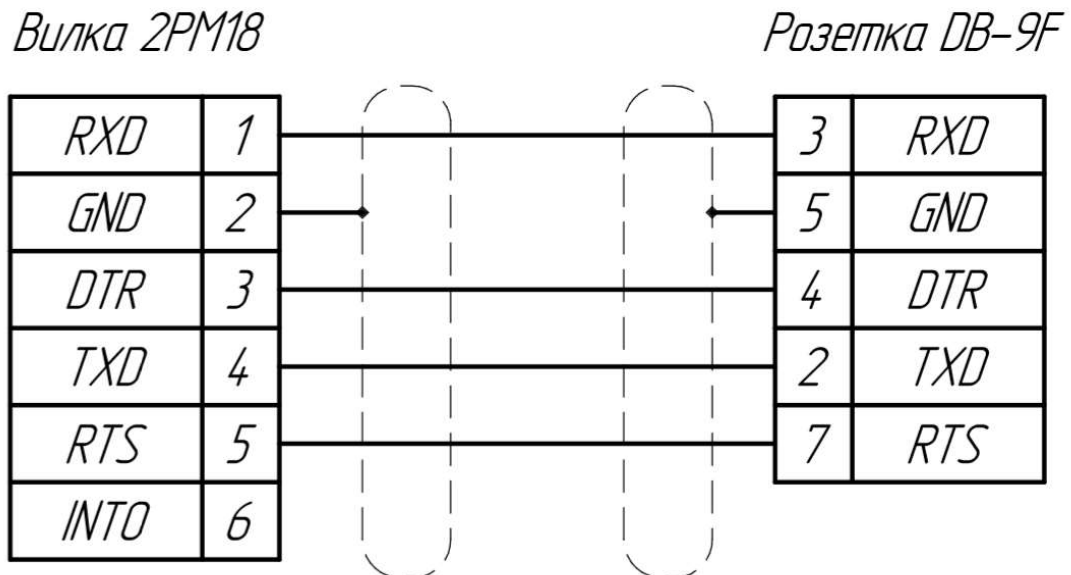 Вилка 2РМ18 Розетка DB-9F
RXD 1 3 RXD
GND 2 5 GND
DTR 3 4 DTR
TXD 4 2 TXD
RTS 5 7 RTS
INTO 6